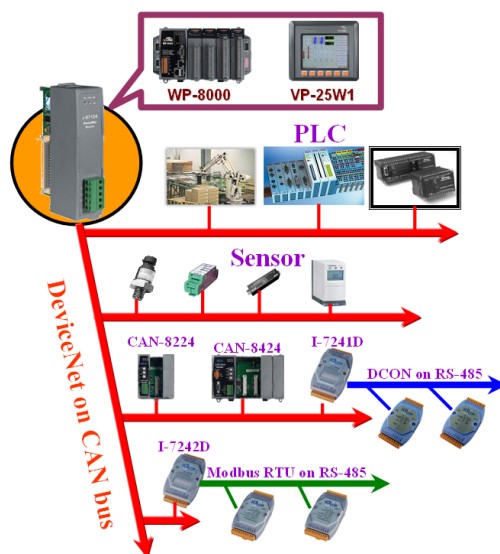 WP-8000
VP-25W1
PLC
Sensor
CAN-8224
CAN-8424
I-7241D
DCON on RS-485
I-7242D
Modbus RTU on RS-485
DeviceNet on CAN bus